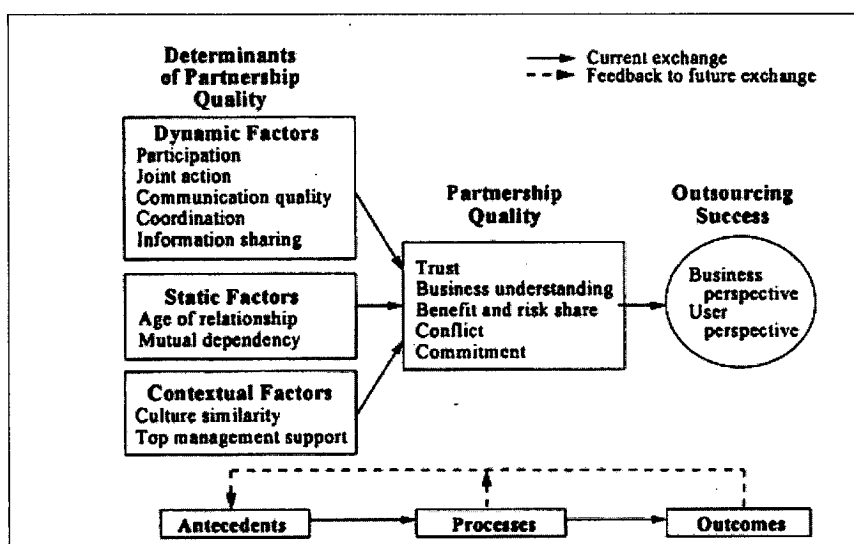 Determinants
of Partnership
Quality
Current exchange
Feedback to future exchange
Dynamic Factors
Participation
Joint action
Communication quality
Coordination
Information sharing
Static Factors
Age of relationship
Mutual dependency
Contextual Factors
Culture similarity
Top management support
Partnership
Quality
Trust
Business understanding
Benefit and risk share
Conflict
Commitment
Outsourcing
Success
Business
perspective
User
perspective
Antecedents
Processes
Outcomes